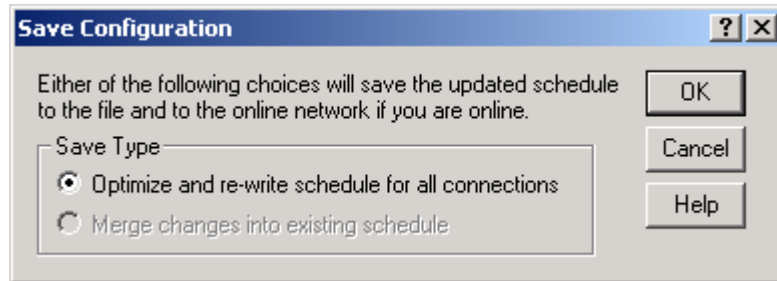 Save Configuration
Either of the following choices will save the updated schedule
to the file and to the online network if you are online.
OK
Cancel
Help
Save Type
Optimize and re-write schedule for all connections
Merge changes into existing schedule